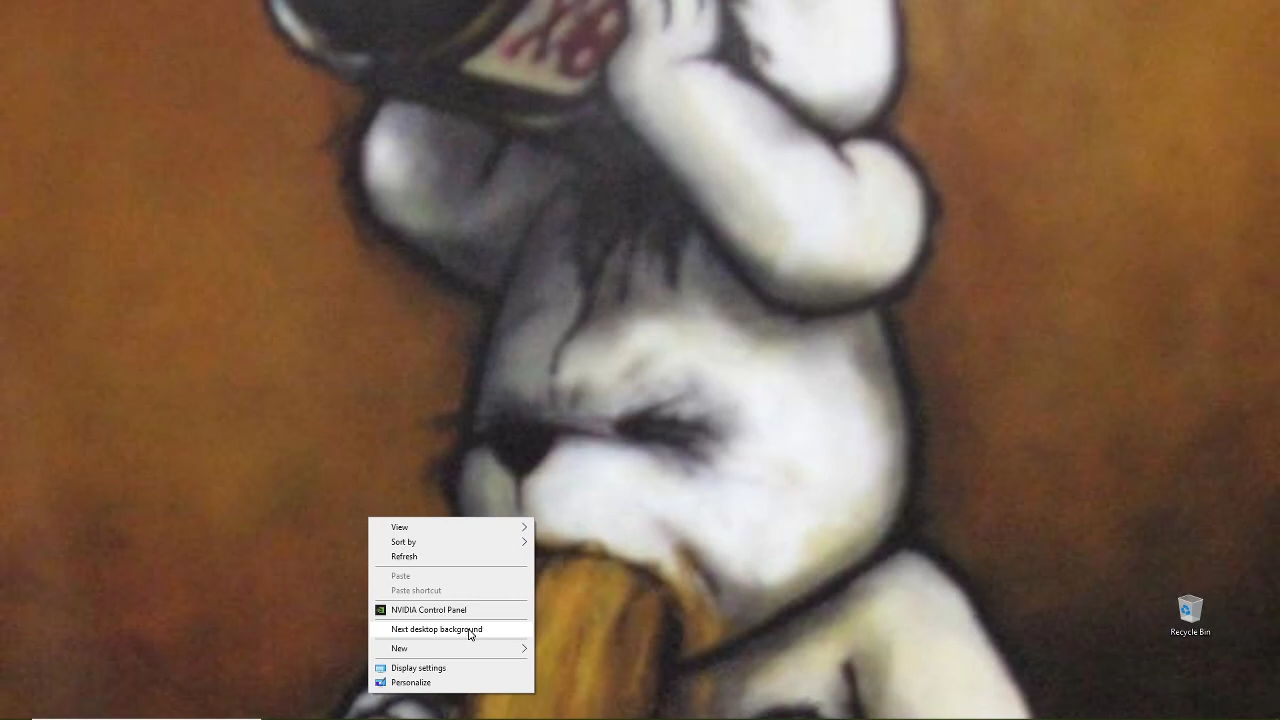 View
Sort by
Refresh
Paste
Paste shortcut
NVIDIA Control Panel
Next desktop background
New
Display settings
Personalize
Recycle Bin